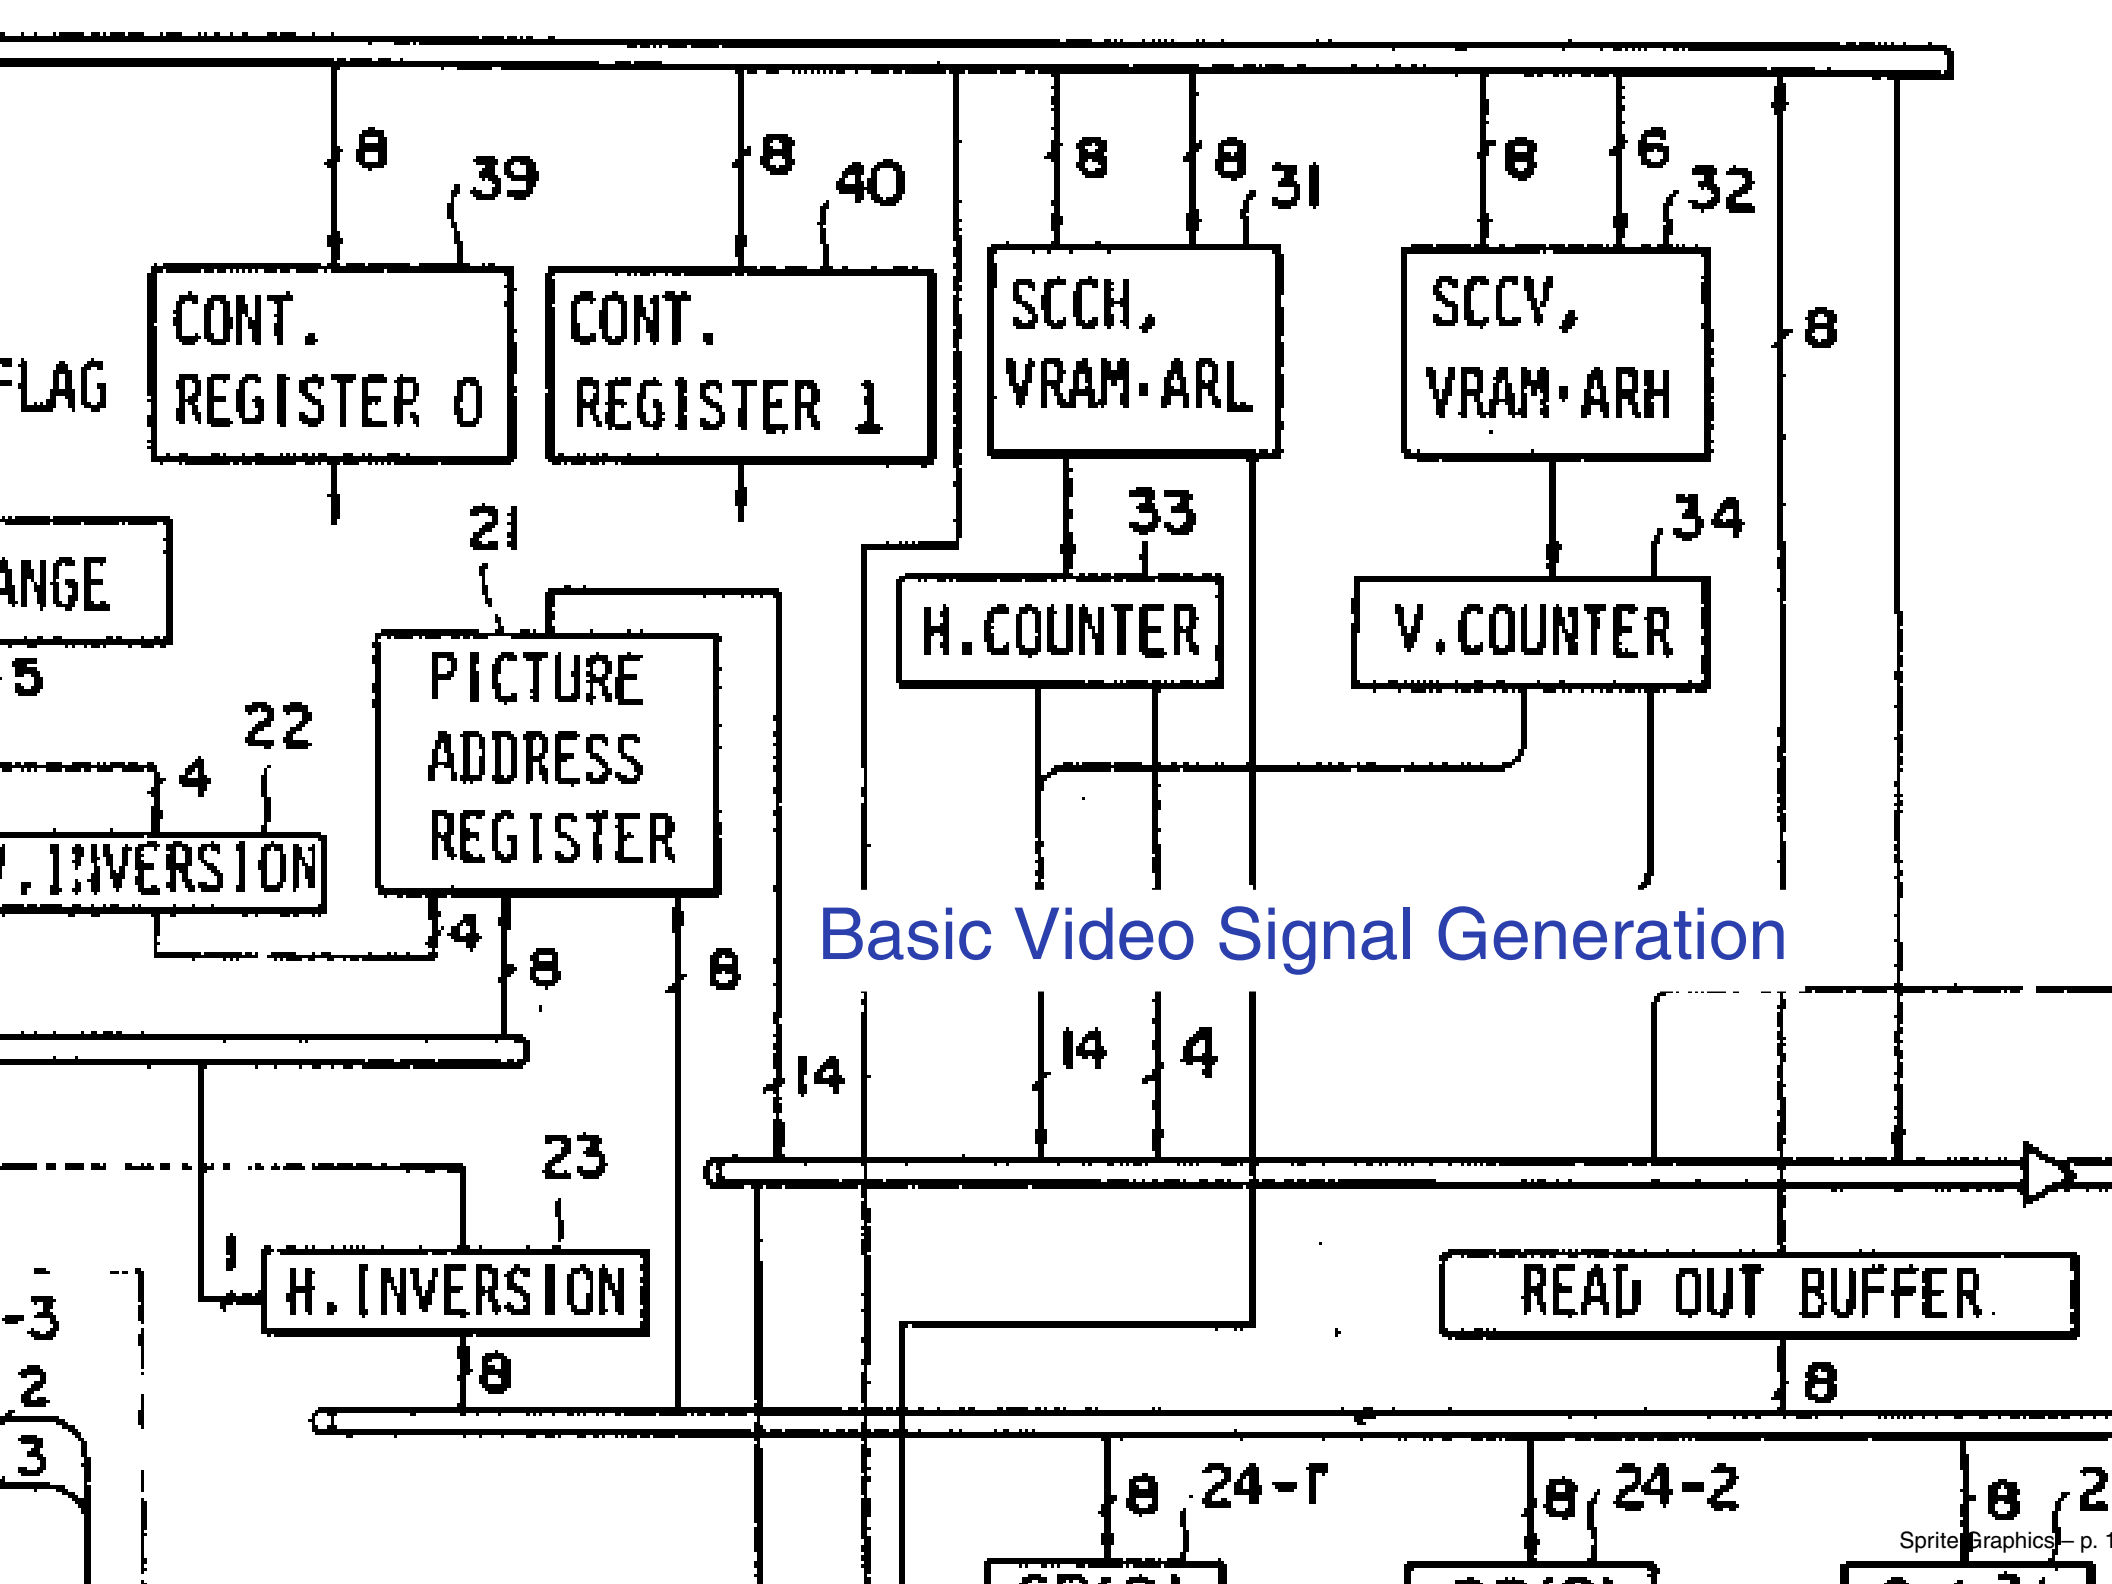 8
39
8
40
8
8
31
8
6
32
8
CONT.
REGISTER 0
CONT.
REGISTER 1
SCCH,
VRAM·ARL
SCCV,
VRAM·ARH
FLAG
21
33
34
ANGE
H.COUNTER
V.COUNTER
5
PICTURE
ADDRESS
REGISTER
22
4
V.INVERSION
4
8
8
Basic Video Signal Generation
14
14
4
23
1
H.INVERSION
READ OUT BUFFER
-3
2
3
8
8
8
24-1
8
24-2
8
2
Sprite Graphics – p. 1